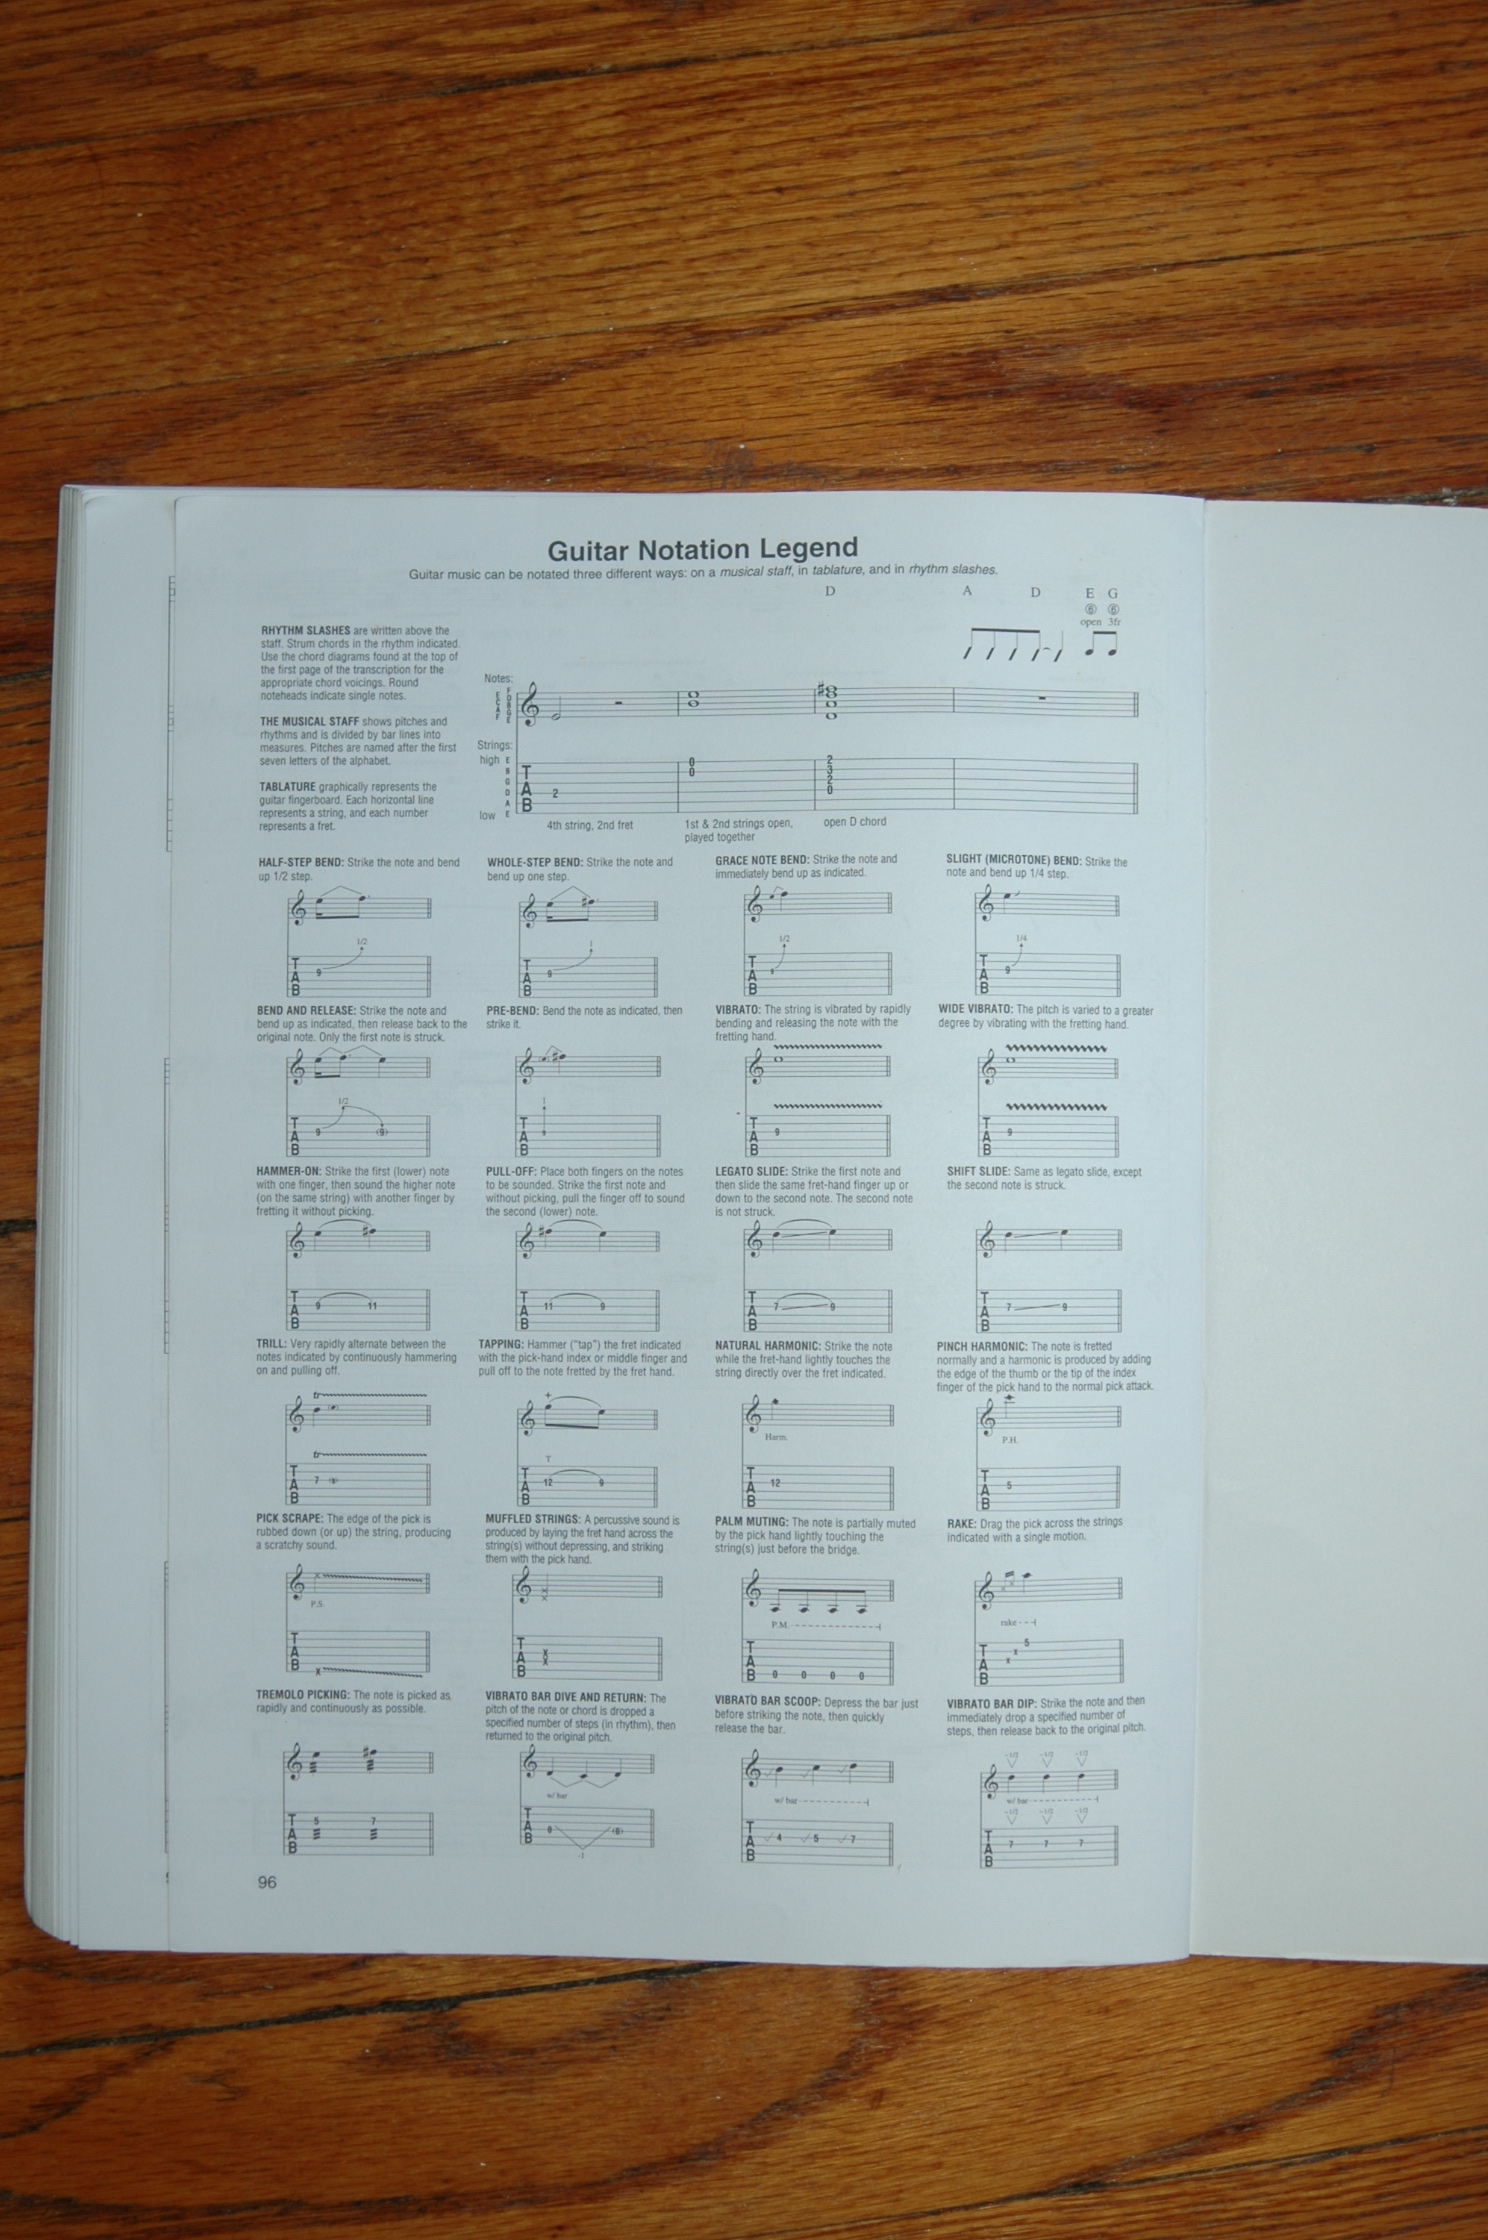 Guitar Notation Legend
Guitar music can be notated three different ways: on a musical staff, in tablature, and in rhythm slashes.
D A D E G
6 6
open 3fr
RHYTHM SLASHES are written above the
staff. Strum chords in the rhythm indicated.
Use the chord diagrams found at the top of
the first page of the transcription for the
appropriate chord voicings. Round
noteheads indicate single notes.
THE MUSICAL STAFF shows pitches and
rhythms and is divided by bar lines into
measures. Pitches are named after the first
seven letters of the alphabet.
TABLATURE graphically represents the
guitar fingerboard. Each horizontal line
represents a string, and each number
represents a fret.
Notes:
F
E D
C B
A G
F E
Strings:
high E
B
G
D
A
low E
T
A
B
2
0
0
2
3
2
0
4th string, 2nd fret
1st & 2nd strings open,
played together
open D chord
HALF-STEP BEND: Strike the note and bend
up 1/2 step.
1/2
T
A
B
9
WHOLE-STEP BEND: Strike the note and
bend up one step.
1
T
A
B
9
GRACE NOTE BEND: Strike the note and
immediately bend up as indicated.
1/2
T
A
B
SLIGHT (MICROTONE) BEND: Strike the
note and bend up 1/4 step.
1/4
T
A
B
9
BEND AND RELEASE: Strike the note and
bend up as indicated, then release back to the
original note. Only the first note is struck.
1/2
T
A
B
9 (9)
PRE-BEND: Bend the note as indicated, then
strike it.
1
T
A
B
VIBRATO: The string is vibrated by rapidly
bending and releasing the note with the
fretting hand.
T
A
B
9
WIDE VIBRATO: The pitch is varied to a greater
degree by vibrating with the fretting hand.
T
A
B
9
HAMMER-ON: Strike the first (lower) note
with one finger, then sound the higher note
(on the same string) with another finger by
fretting it without picking.
T
A
B
9 11
PULL-OFF: Place both fingers on the notes
to be sounded. Strike the first note and
without picking, pull the finger off to sound
the second (lower) note.
T
A
B
11 9
LEGATO SLIDE: Strike the first note and
then slide the same fret-hand finger up or
down to the second note. The second note
is not struck.
T
A
B
7 9
SHIFT SLIDE: Same as legato slide, except
the second note is struck.
T
A
B
7 9
TRILL: Very rapidly alternate between the
notes indicated by continuously hammering
on and pulling off.
tr
tr
T
A
B
7
TAPPING: Hammer ("tap") the fret indicated
with the pick-hand index or middle finger and
pull off to the note fretted by the fret hand.
+
T
T
A
B
12 9
NATURAL HARMONIC: Strike the note
while the fret-hand lightly touches the
string directly over the fret indicated.
Harm.
T
A
B
12
PINCH HARMONIC: The note is fretted
normally and a harmonic is produced by adding
the edge of the thumb or the tip of the index
finger of the pick hand to the normal pick attack.
P.H.
T
A
B
5
PICK SCRAPE: The edge of the pick is
rubbed down (or up) the string, producing
a scratchy sound.
P.S.
T
A
B
x
MUFFLED STRINGS: A percussive sound is
produced by laying the fret hand across the
string(s) without depressing, and striking
them with the pick hand.
T
A
B
x
x
PALM MUTING: The note is partially muted
by the pick hand lightly touching the
string(s) just before the bridge.
P.M.
T
A
B
0 0 0 0
RAKE: Drag the pick across the strings
indicated with a single motion.
rake
T
A
B
x x 5
TREMOLO PICKING: The note is picked as
rapidly and continuously as possible.
T
A
B
5 7
VIBRATO BAR DIVE AND RETURN: The
pitch of the note or chord is dropped a
specified number of steps (in rhythm), then
returned to the original pitch.
w/ bar
T
A
B
0 (0)
-1
VIBRATO BAR SCOOP: Depress the bar just
before striking the note, then quickly
release the bar.
w/ bar
T
A
B
4 5 7
VIBRATO BAR DIP: Strike the note and then
immediately drop a specified number of
steps, then release back to the original pitch.
-1/2 -1/2 -1/2
w/ bar
-1/2 -1/2 -1/2
T
A
B
7 7 7
96